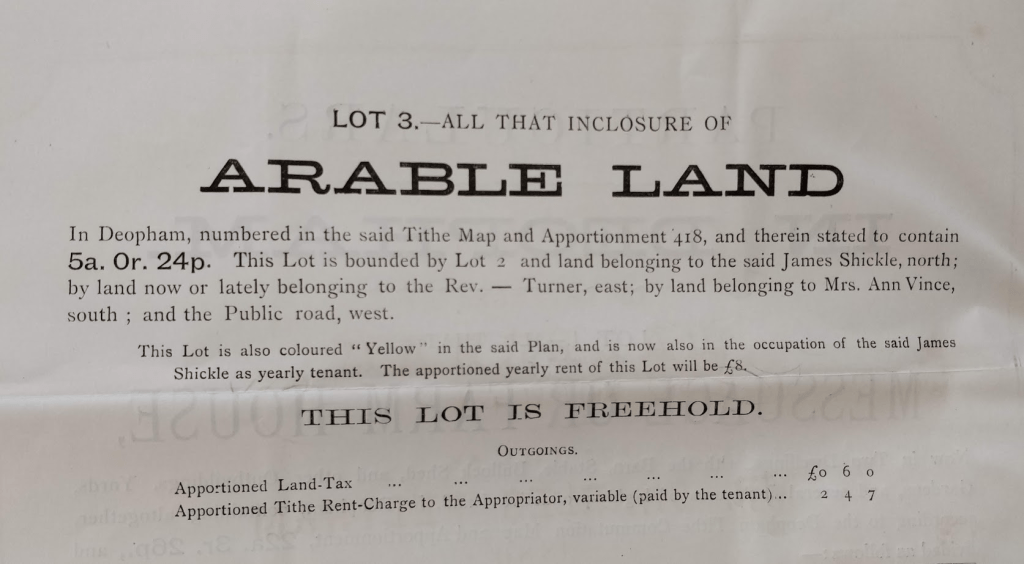 LOT 3.—ALL THAT INCLOSURE OF
ARABLE LAND
In Deopham, numbered in the said Tithe Map and Apportionment 418, and therein stated to contain
5a. 0r. 24p. This Lot is bounded by Lot 2 and land belonging to the said James Shickle, north;
by land now or lately belonging to the Rev. — Turner, east; by land belonging to Mrs. Ann Vince,
south ; and the Public road, west.
This Lot is also coloured "Yellow" in the said Plan, and is now also in the occupation of the said James
Shickle as yearly tenant. The apportioned yearly rent of this Lot will be £8.
THIS LOT IS FREEHOLD.
OUTGOINGS.
Apportioned Land-Tax ... ... ... ... ... ... ... £0 6 0
Apportioned Tithe Rent-Charge to the Appropriator, variable (paid by the tenant)... 2 4 7